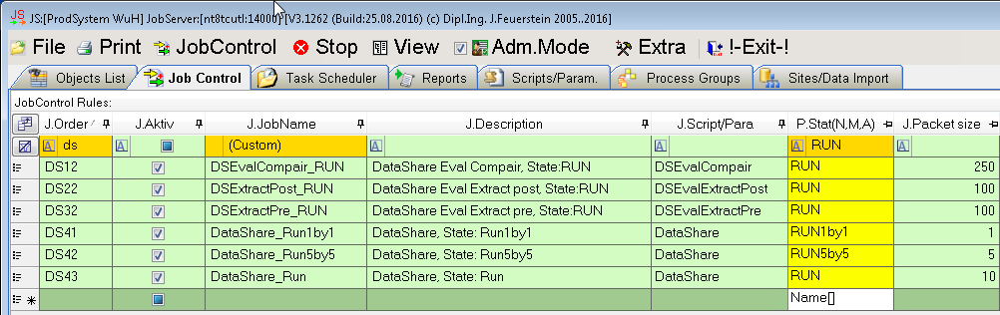 JS:[ProdSystem WuH] JobServer:[nt8tcutl:14000] [V3.1262 (Build:25.08.2016) (c) Dipl.Ing. J.Feuerstein 2005..2016]
File Print JobControl Stop View Adm.Mode Extra !-Exit-!
Objects List Job Control Task Scheduler Reports Scripts/Param. Process Groups Sites/Data Import
JobControl Rules:
J.Order J.Aktiv J.JobName J.Description J.Script/Para P.Stat(N,M,A) J.Packet size
ds (Custom) RUN
DS12 DSEvalCompair_RUN DataShare Eval Compair, State:RUN DSEvalCompair RUN 250
DS22 DSExtractPost_RUN DataShare Eval Extract post, State:RUN DSEvalExtractPost RUN 100
DS32 DSExtractPre_RUN DataShare Eval Extract pre, State:RUN DSEvalExtractPre RUN 100
DS41 DataShare_Run1by1 DataShare, State: Run1by1 DataShare RUN1by1 1
DS42 DataShare_Run5by5 DataShare, State: Run5by5 DataShare RUN5by5 5
DS43 DataShare_Run DataShare, State: Run DataShare RUN 10
Name[]